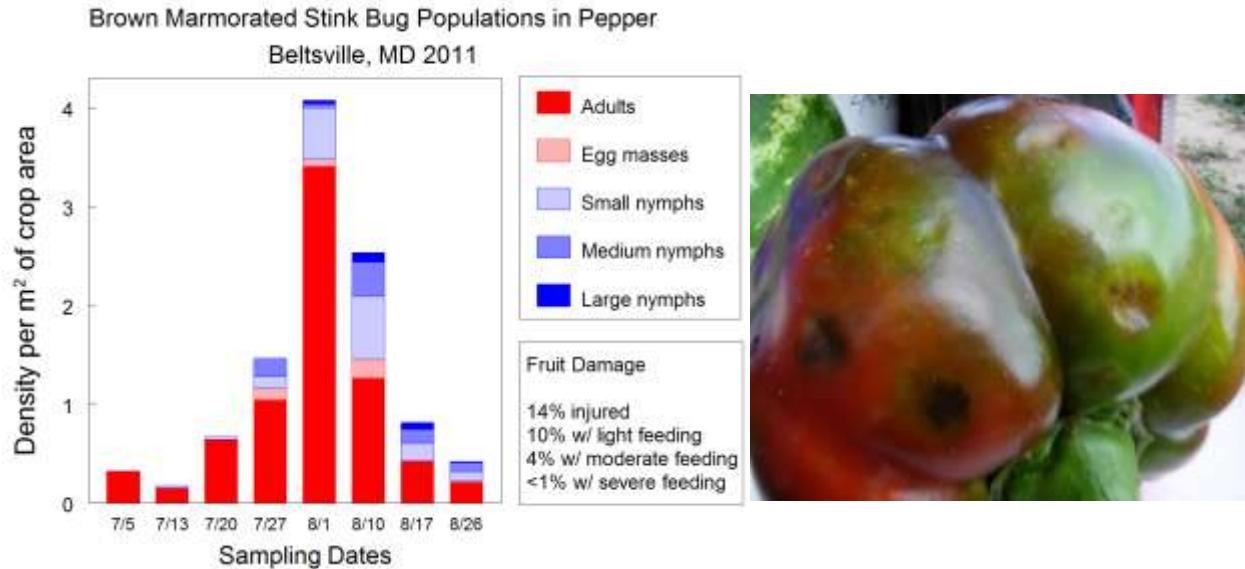 Brown Marmorated Stink Bug Populations in Pepper
Beltsville, MD 2011
Density per m² of crop area
4
3
2
1
0
7/5 7/13 7/20 7/27 8/1 8/10 8/17 8/26
Sampling Dates
Adults
Egg masses
Small nymphs
Medium nymphs
Large nymphs
Fruit Damage
14% injured
10% w/ light feeding
4% w/ moderate feeding
<1% w/ severe feeding